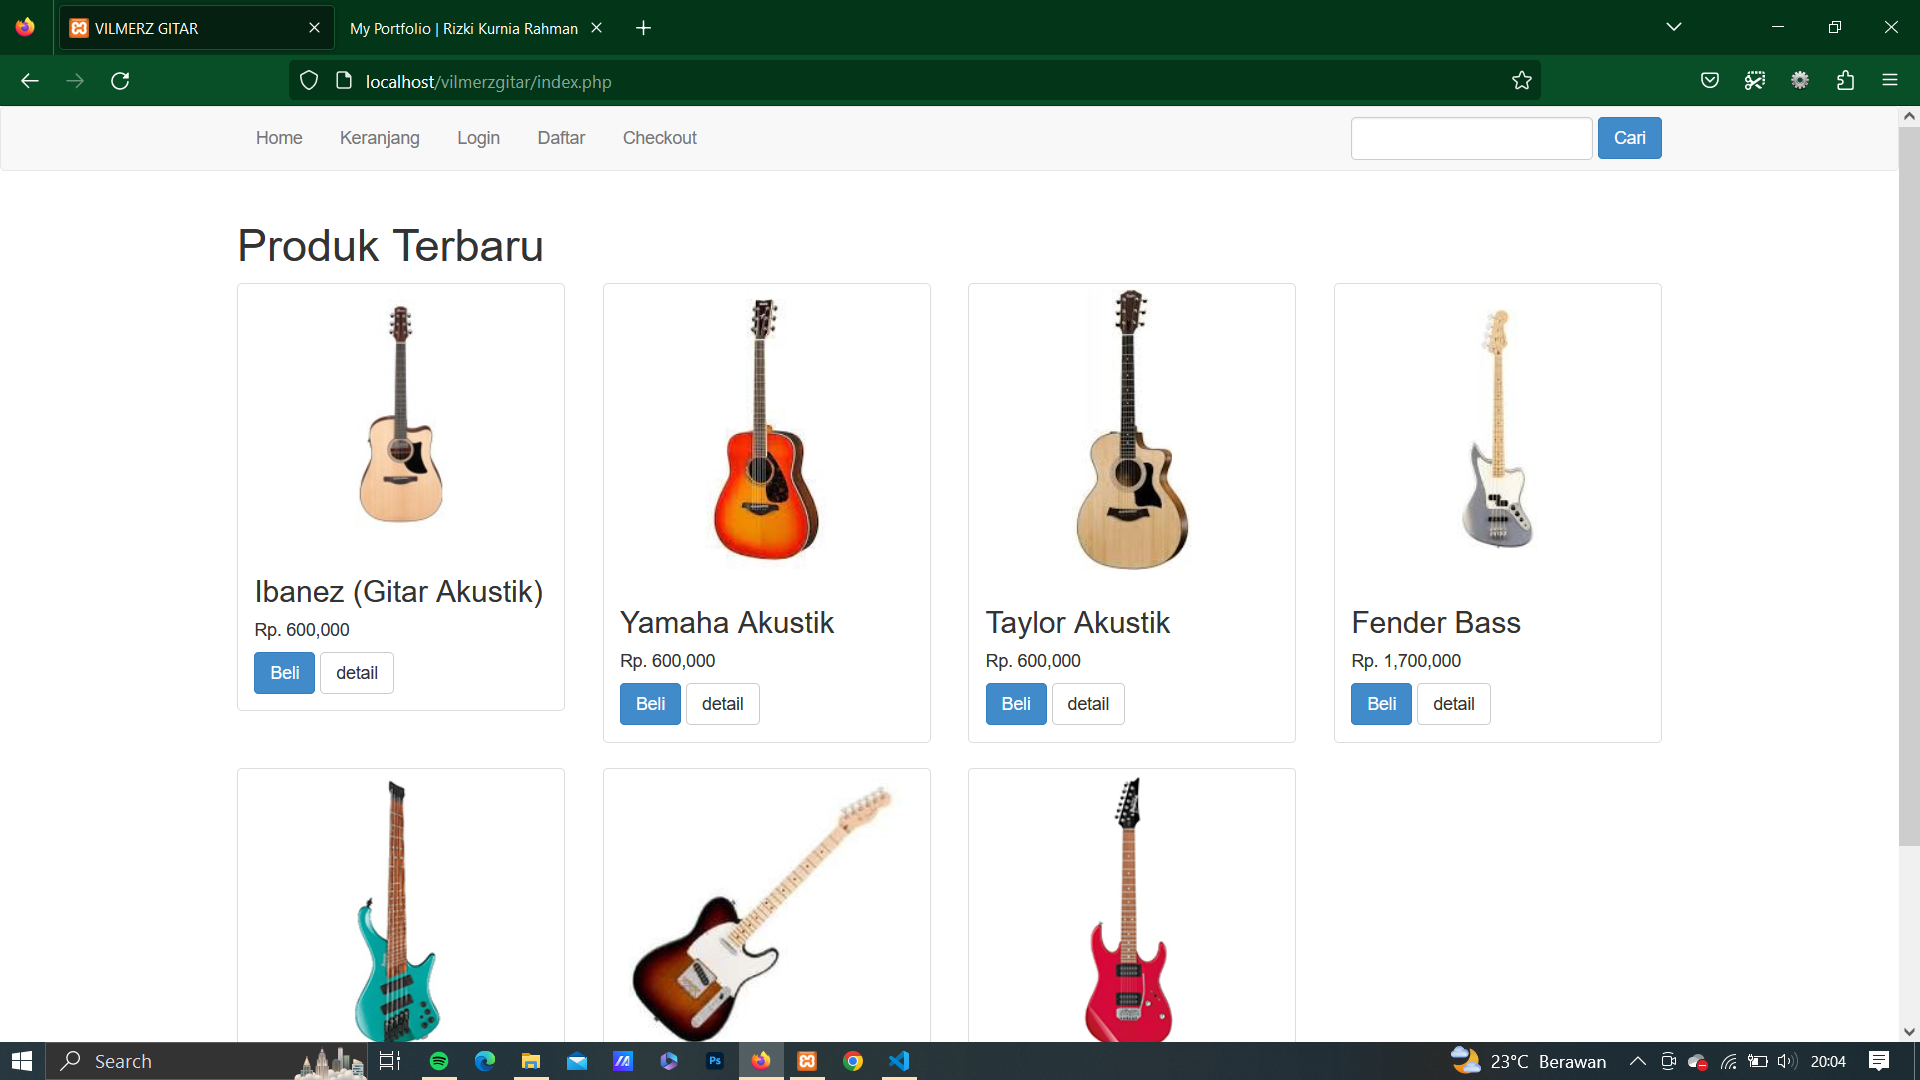 VILMERZ GITAR
My Portfolio | Rizki Kurnia Rahman
localhost/vilmerzgitar/index.php
Home Keranjang Login Daftar Checkout Cari
Produk Terbaru
Ibanez (Gitar Akustik)
Rp. 600,000
Beli detail
Yamaha Akustik
Rp. 600,000
Beli detail
Taylor Akustik
Rp. 600,000
Beli detail
Fender Bass
Rp. 1,700,000
Beli detail
Search
Ps
23°C Berawan
20:04